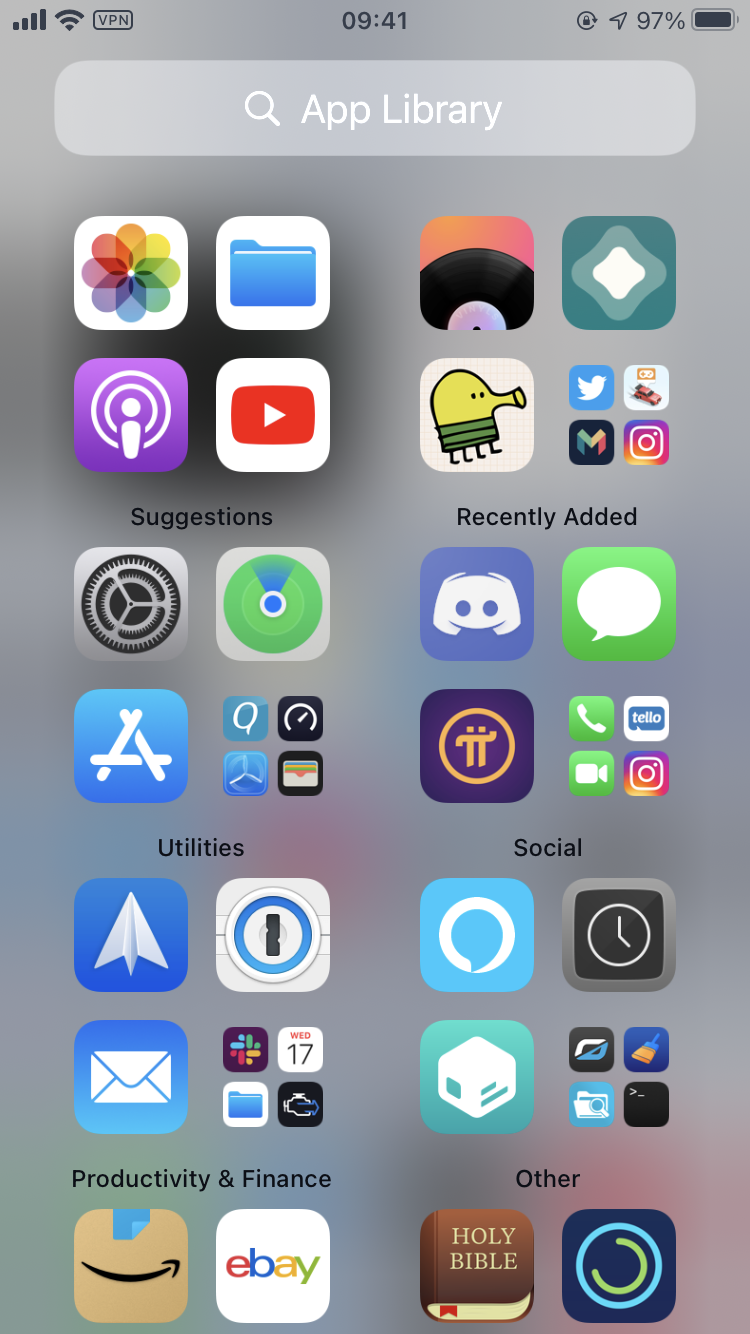 VPN
09:41
97%
App Library
Suggestions
Recently Added
tello
Utilities
Social
WED
17
>_
Productivity & Finance
Other
ebay
HOLY
BIBLE